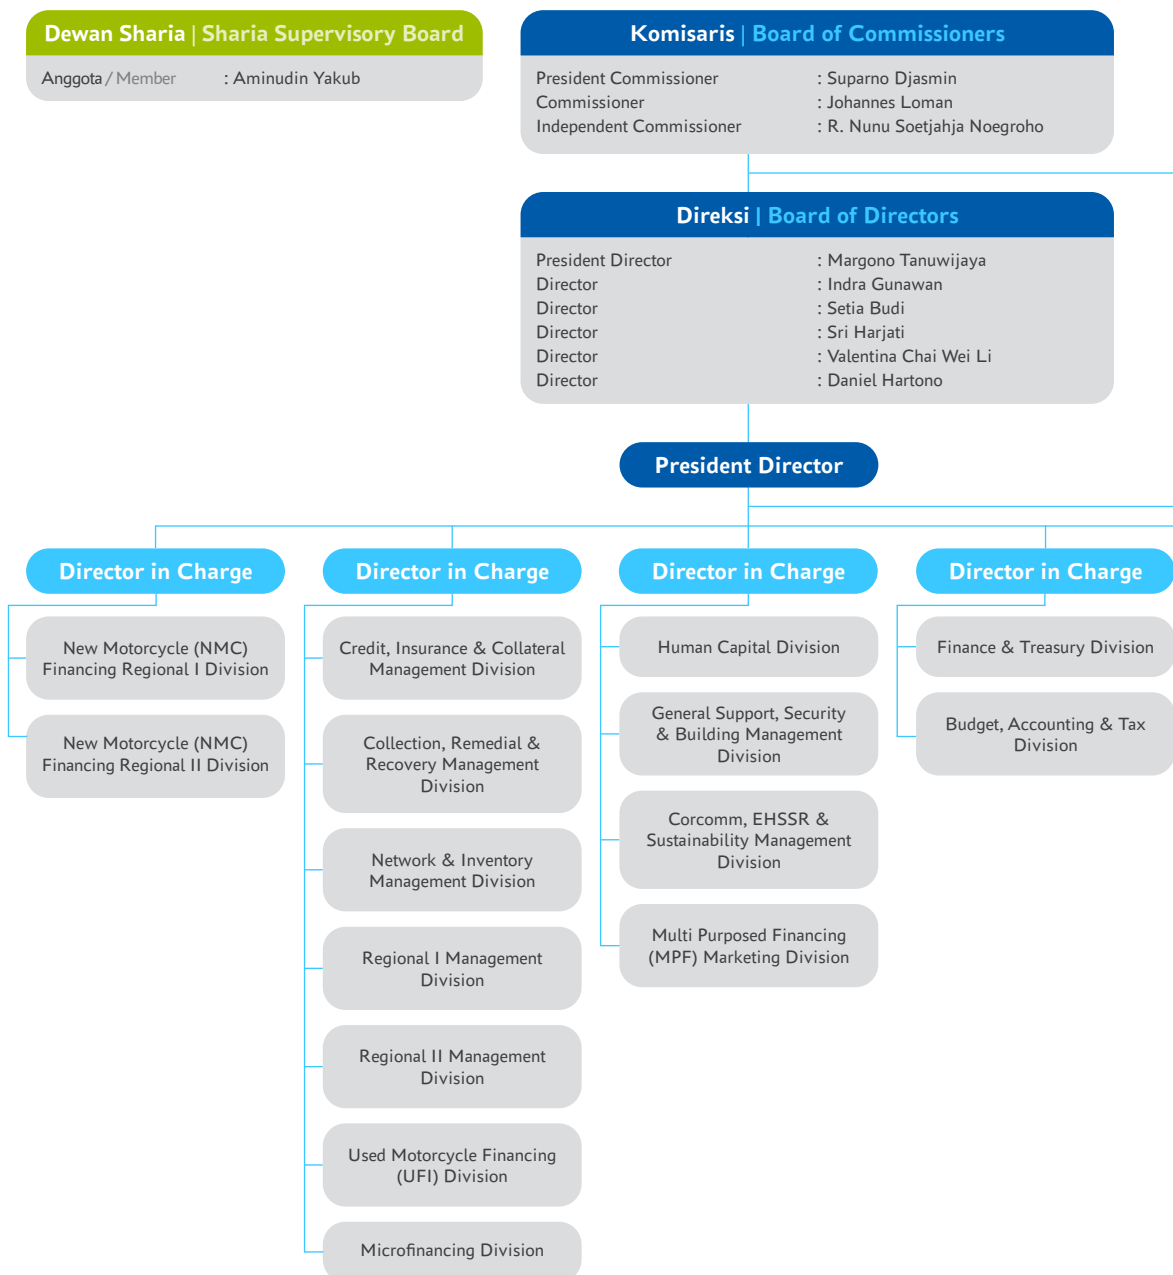 Dewan Sharia | Sharia Supervisory Board
Anggota / Member : Aminudin Yakub
Komisaris | Board of Commissioners
President Commissioner : Suparno Djasmin
Commissioner : Johannes Loman
Independent Commissioner : R. Nunu Soetjahja Noegroho
Direksi | Board of Directors
President Director : Margono Tanuwijaya
Director : Indra Gunawan
Director : Setia Budi
Director : Sri Harjati
Director : Valentina Chai Wei Li
Director : Daniel Hartono
President Director
Director in Charge
New Motorcycle (NMC)
Financing Regional I Division
New Motorcycle (NMC)
Financing Regional II Division
Director in Charge
Credit, Insurance & Collateral
Management Division
Collection, Remedial &
Recovery Management
Division
Network & Inventory
Management Division
Regional I Management
Division
Regional II Management
Division
Used Motorcycle Financing
(UFI) Division
Microfinancing Division
Director in Charge
Human Capital Division
General Support, Security
& Building Management
Division
Corcomm, EHSSR &
Sustainability Management
Division
Multi Purposed Financing
(MPF) Marketing Division
Director in Charge
Finance & Treasury Division
Budget, Accounting & Tax
Division